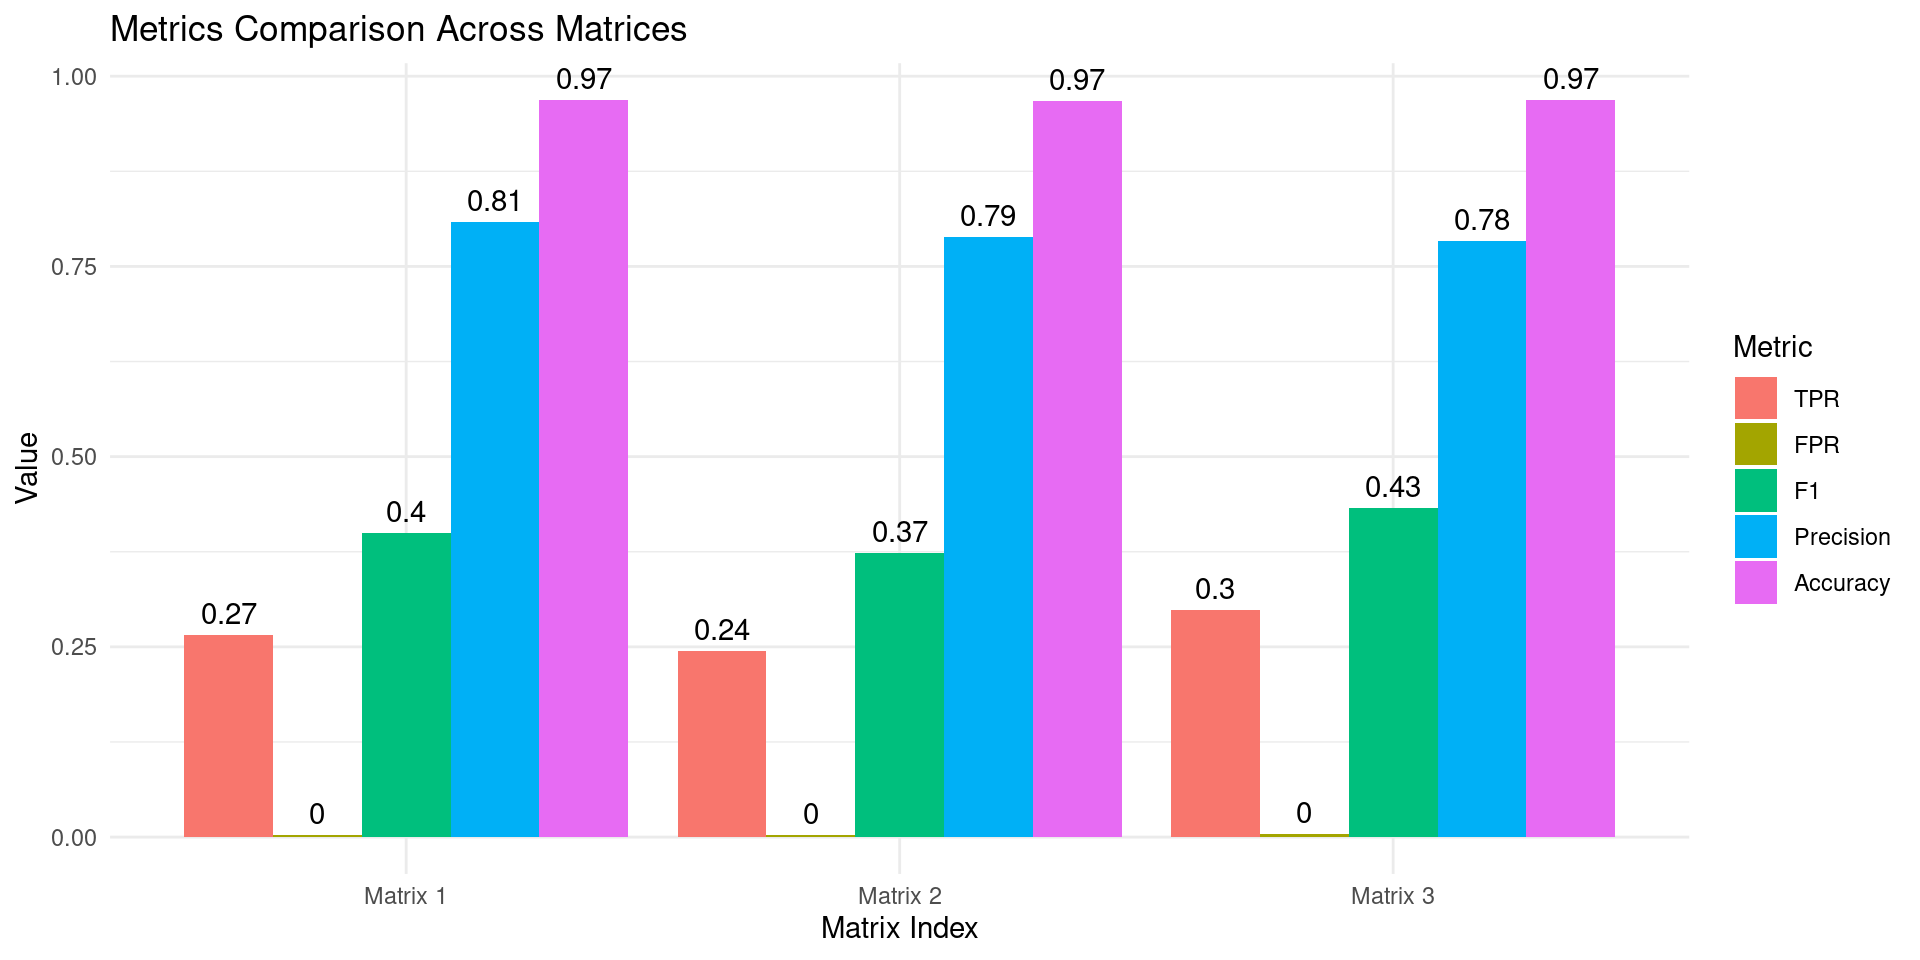 Metrics Comparison Across Matrices
1.00
0.75
0.50
0.25
0.00
Value
0.27
0
0.4
0.81
0.97
0.24
0
0.37
0.79
0.97
0.3
0
0.43
0.78
0.97
Matrix 1
Matrix 2
Matrix 3
Matrix Index
Metric
TPR
FPR
F1
Precision
Accuracy